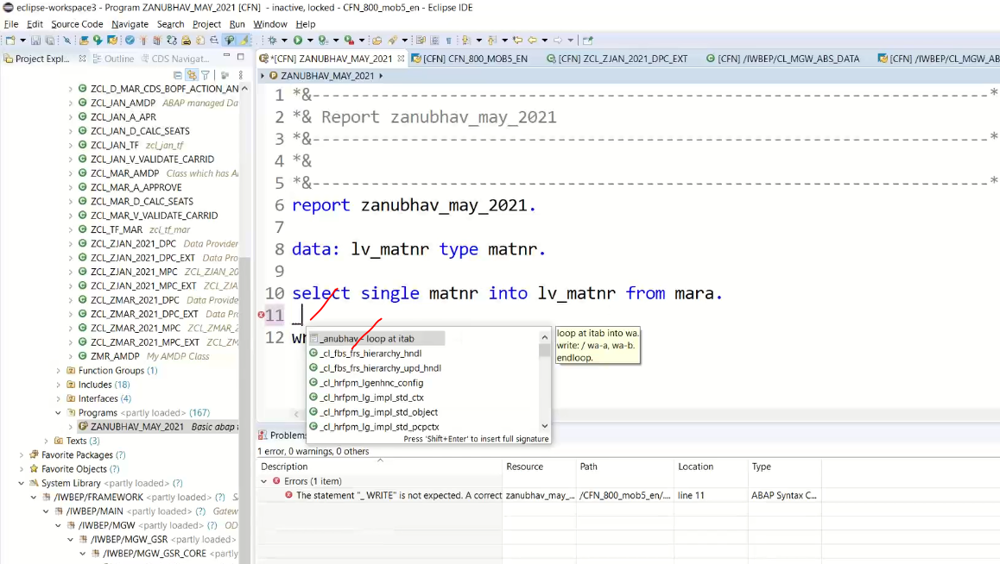 eclipse-workspace3 - Program ZANUBHAV_MAY_2021 [CFN]  - inactive, locked - CFN_800_mob5_en - Eclipse IDE
File Edit Source Code Navigate Search Project Run Window Help
Project Expl... Outline CDS Navigat...
*[CFN] ZANUBHAV_MAY_2021 [CFN] CFN_800_MOB5_EN [CFN] ZCL_ZJAN_2021_DPC_EXT [CFN] /IWBEP/CL_MGW_ABS_DATA [CFN] /IWBEP/CL_MGW_AB
ZANUBHAV_MAY_2021
ZCL_D_MAR_CDS_BOPF_ACTION_AN
ZCL_JAN_AMDP ABAP managed Da
ZCL_JAN_A_APR
ZCL_JAN_D_CALC_SEATS
ZCL_JAN_TF zcl_jan_tf
ZCL_JAN_V_VALIDATE_CARRID
ZCL_MAR_AMDP Class which has A
ZCL_MAR_A_APPROVE
ZCL_MAR_D_CALC_SEATS
ZCL_MAR_V_VALIDATE_CARRID
ZCL_TF_MAR zcl_tf_mar
ZCL_ZJAN_2021_DPC Data Provider
ZCL_ZJAN_2021_DPC_EXT Data Pro
ZCL_ZJAN_2021_MPC ZCL_ZJAN_20
ZCL_ZJAN_2021_MPC_EXT ZCL_ZJA
ZCL_ZMAR_2021_DPC Data Provide
ZCL_ZMAR_2021_DPC_EXT Data Pro
ZCL_ZMAR_2021_MPC ZCL_ZMAR_2
ZCL_ZMAR_2021_MPC_EXT ZCL_ZM
ZMR_AMDP My AMDP Class
Function Groups (1)
Includes (18)
Interfaces (4)
Programs <partly loaded> (167)
ZANUBHAV_MAY_2021 Basic abap t
Texts (3)
Favorite Packages (?)
Favorite Objects (?)
System Library <partly loaded> (?)
/IWBEP/FRAMEWORK <partly loaded> (?) S
/IWBEP/MAIN <partly loaded> (?) Gatew
/IWBEP/MGW <partly loaded> (?) OD
/IWBEP/MGW_GSR <partly loaded>
/IWBEP/MGW_GSR_CORE <partly
1 *&---------------------------------------------------------------------*
2 *& Report zanubhav_may_2021
3 *&---------------------------------------------------------------------*
4 *&
5 *&---------------------------------------------------------------------*
6 report zanubhav_may_2021.
7
8 data: lv_matnr type matnr.
9
10 select single matnr into lv_matnr from mara.
11 _
12 wr
_anubhav - loop at itab
_cl_fbs_frs_hierarchy_hndl
_cl_fbs_frs_hierarchy_upd_hndl
_cl_hrfpm_lgenhnc_config
_cl_hrfpm_lg_impl_std_ctx
_cl_hrfpm_lg_impl_std_object
_cl_hrfpm_lg_impl_std_pcpctx
Press 'Shift+Enter' to insert full signature
loop at itab into wa.
write: / wa-a, wa-b.
endloop.
Problems
1 error, 0 warnings, 0 others
Description Resource Path Location Type
Errors (1 item)
The statement "_ WRITE" is not expected. A correct zanubhav_may_... /CFN_800_mob5_en/.... line 11 ABAP Syntax C...